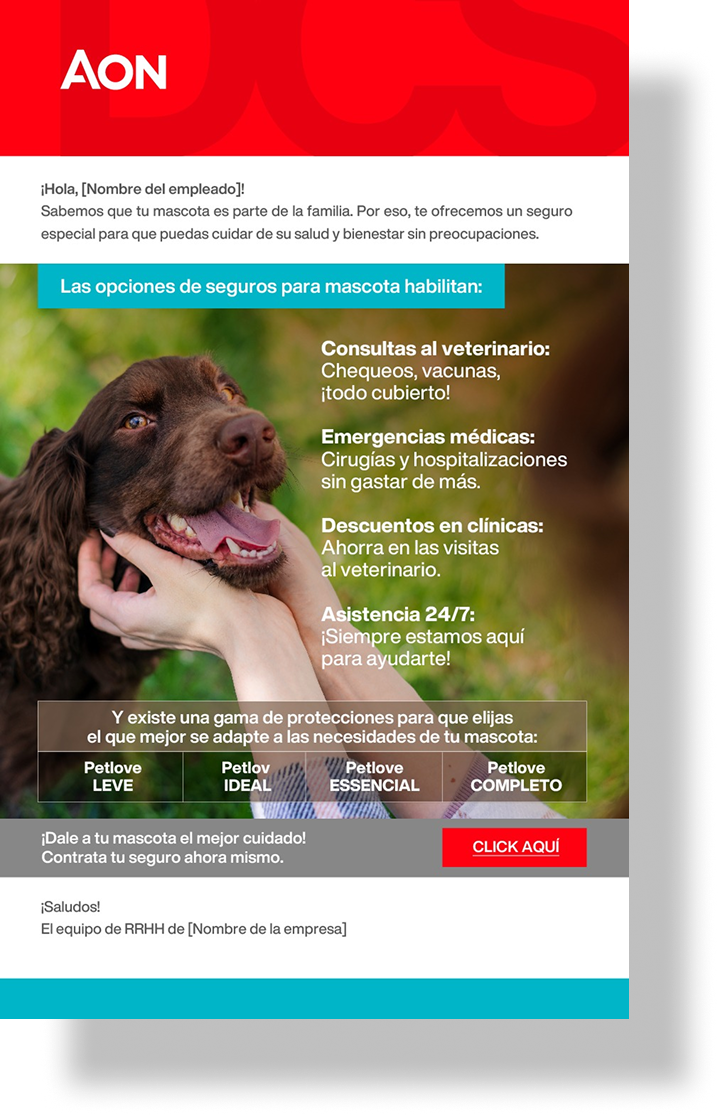 DCS
AON
¡Hola, [Nombre del empleado]!
Sabemos que tu mascota es parte de la familia. Por eso, te ofrecemos un seguro
especial para que puedas cuidar de su salud y bienestar sin preocupaciones.
Las opciones de seguros para mascota habilitan:
Consultas al veterinario:
Chequeos, vacunas,
¡todo cubierto!
Emergencias médicas:
Cirugías y hospitalizaciones
sin gastar de más.
Descuentos en clínicas:
Ahorra en las visitas
al veterinario.
Asistencia 24/7:
¡Siempre estamos aquí
para ayudarte!
Y existe una gama de protecciones para que elijas
el que mejor se adapte a las necesidades de tu mascota:
Petlove
LEVE
Petlov
IDEAL
Petlove
ESSENCIAL
Petlove
COMPLETO
¡Dale a tu mascota el mejor cuidado!
Contrata tu seguro ahora mismo.
CLICK AQUÍ
¡Saludos!
El equipo de RRHH de [Nombre de la empresa]